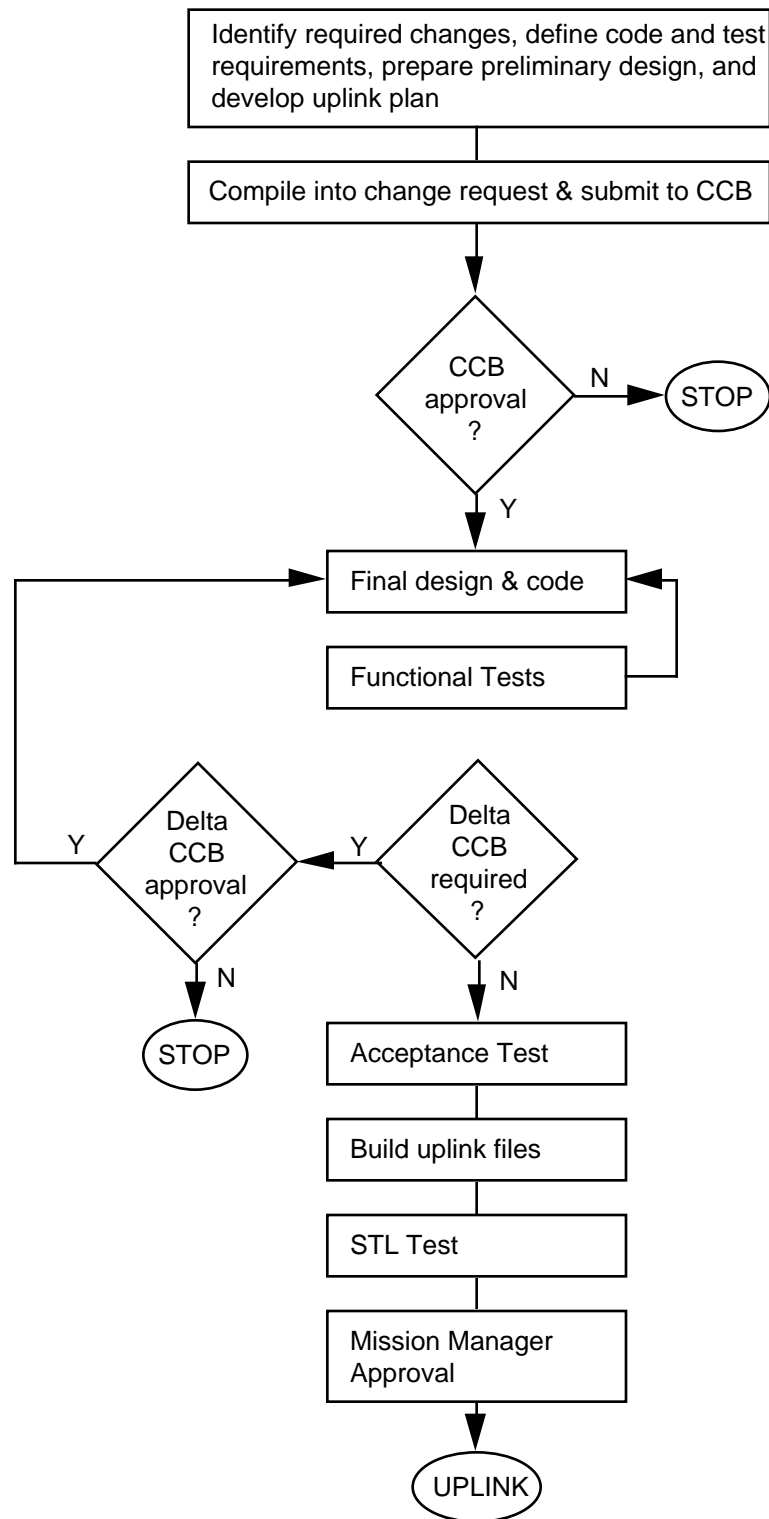 Identify required changes, define code and test
requirements, prepare preliminary design, and
develop uplink plan
Compile into change request & submit to CCB
CCB
approval
?
N
STOP
Y
Final design & code
Functional Tests
Y
Delta
CCB
approval
?
Y
Delta
CCB
required
?
N
STOP
N
Acceptance Test
Build uplink files
STL Test
Mission Manager
Approval
UPLINK